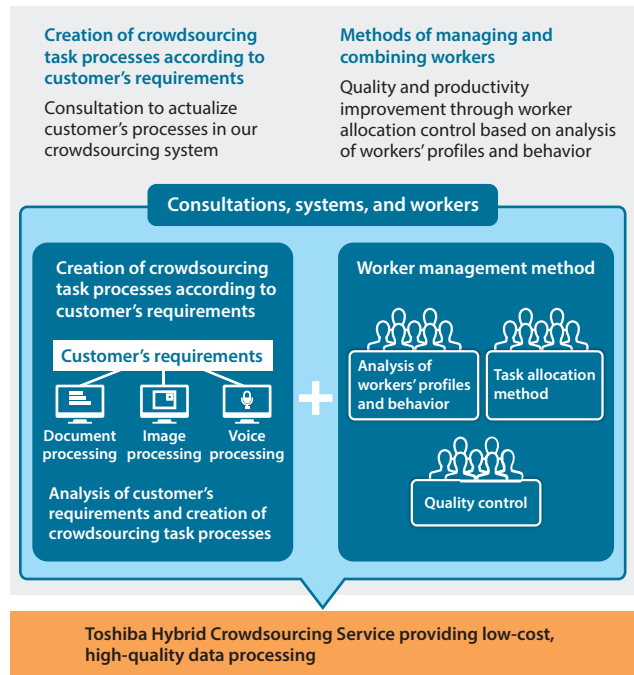 Creation of crowdsourcing
task processes according to
customer's requirements
Consultation to actualize
customer's processes in our
crowdsourcing system
Methods of managing and
combining workers
Quality and productivity
improvement through worker
allocation control based on analysis
of workers' profiles and behavior
Consultations, systems, and workers
Creation of crowdsourcing
task processes according to
customer's requirements
Customer's requirements
Document
processing
Image
processing
Voice
processing
Analysis of customer's
requirements and creation of
crowdsourcing task processes
+
Worker management method
Analysis of
workers' profiles
and behavior
Task allocation
method
Quality control
Toshiba Hybrid Crowdsourcing Service providing low-cost,
high-quality data processing